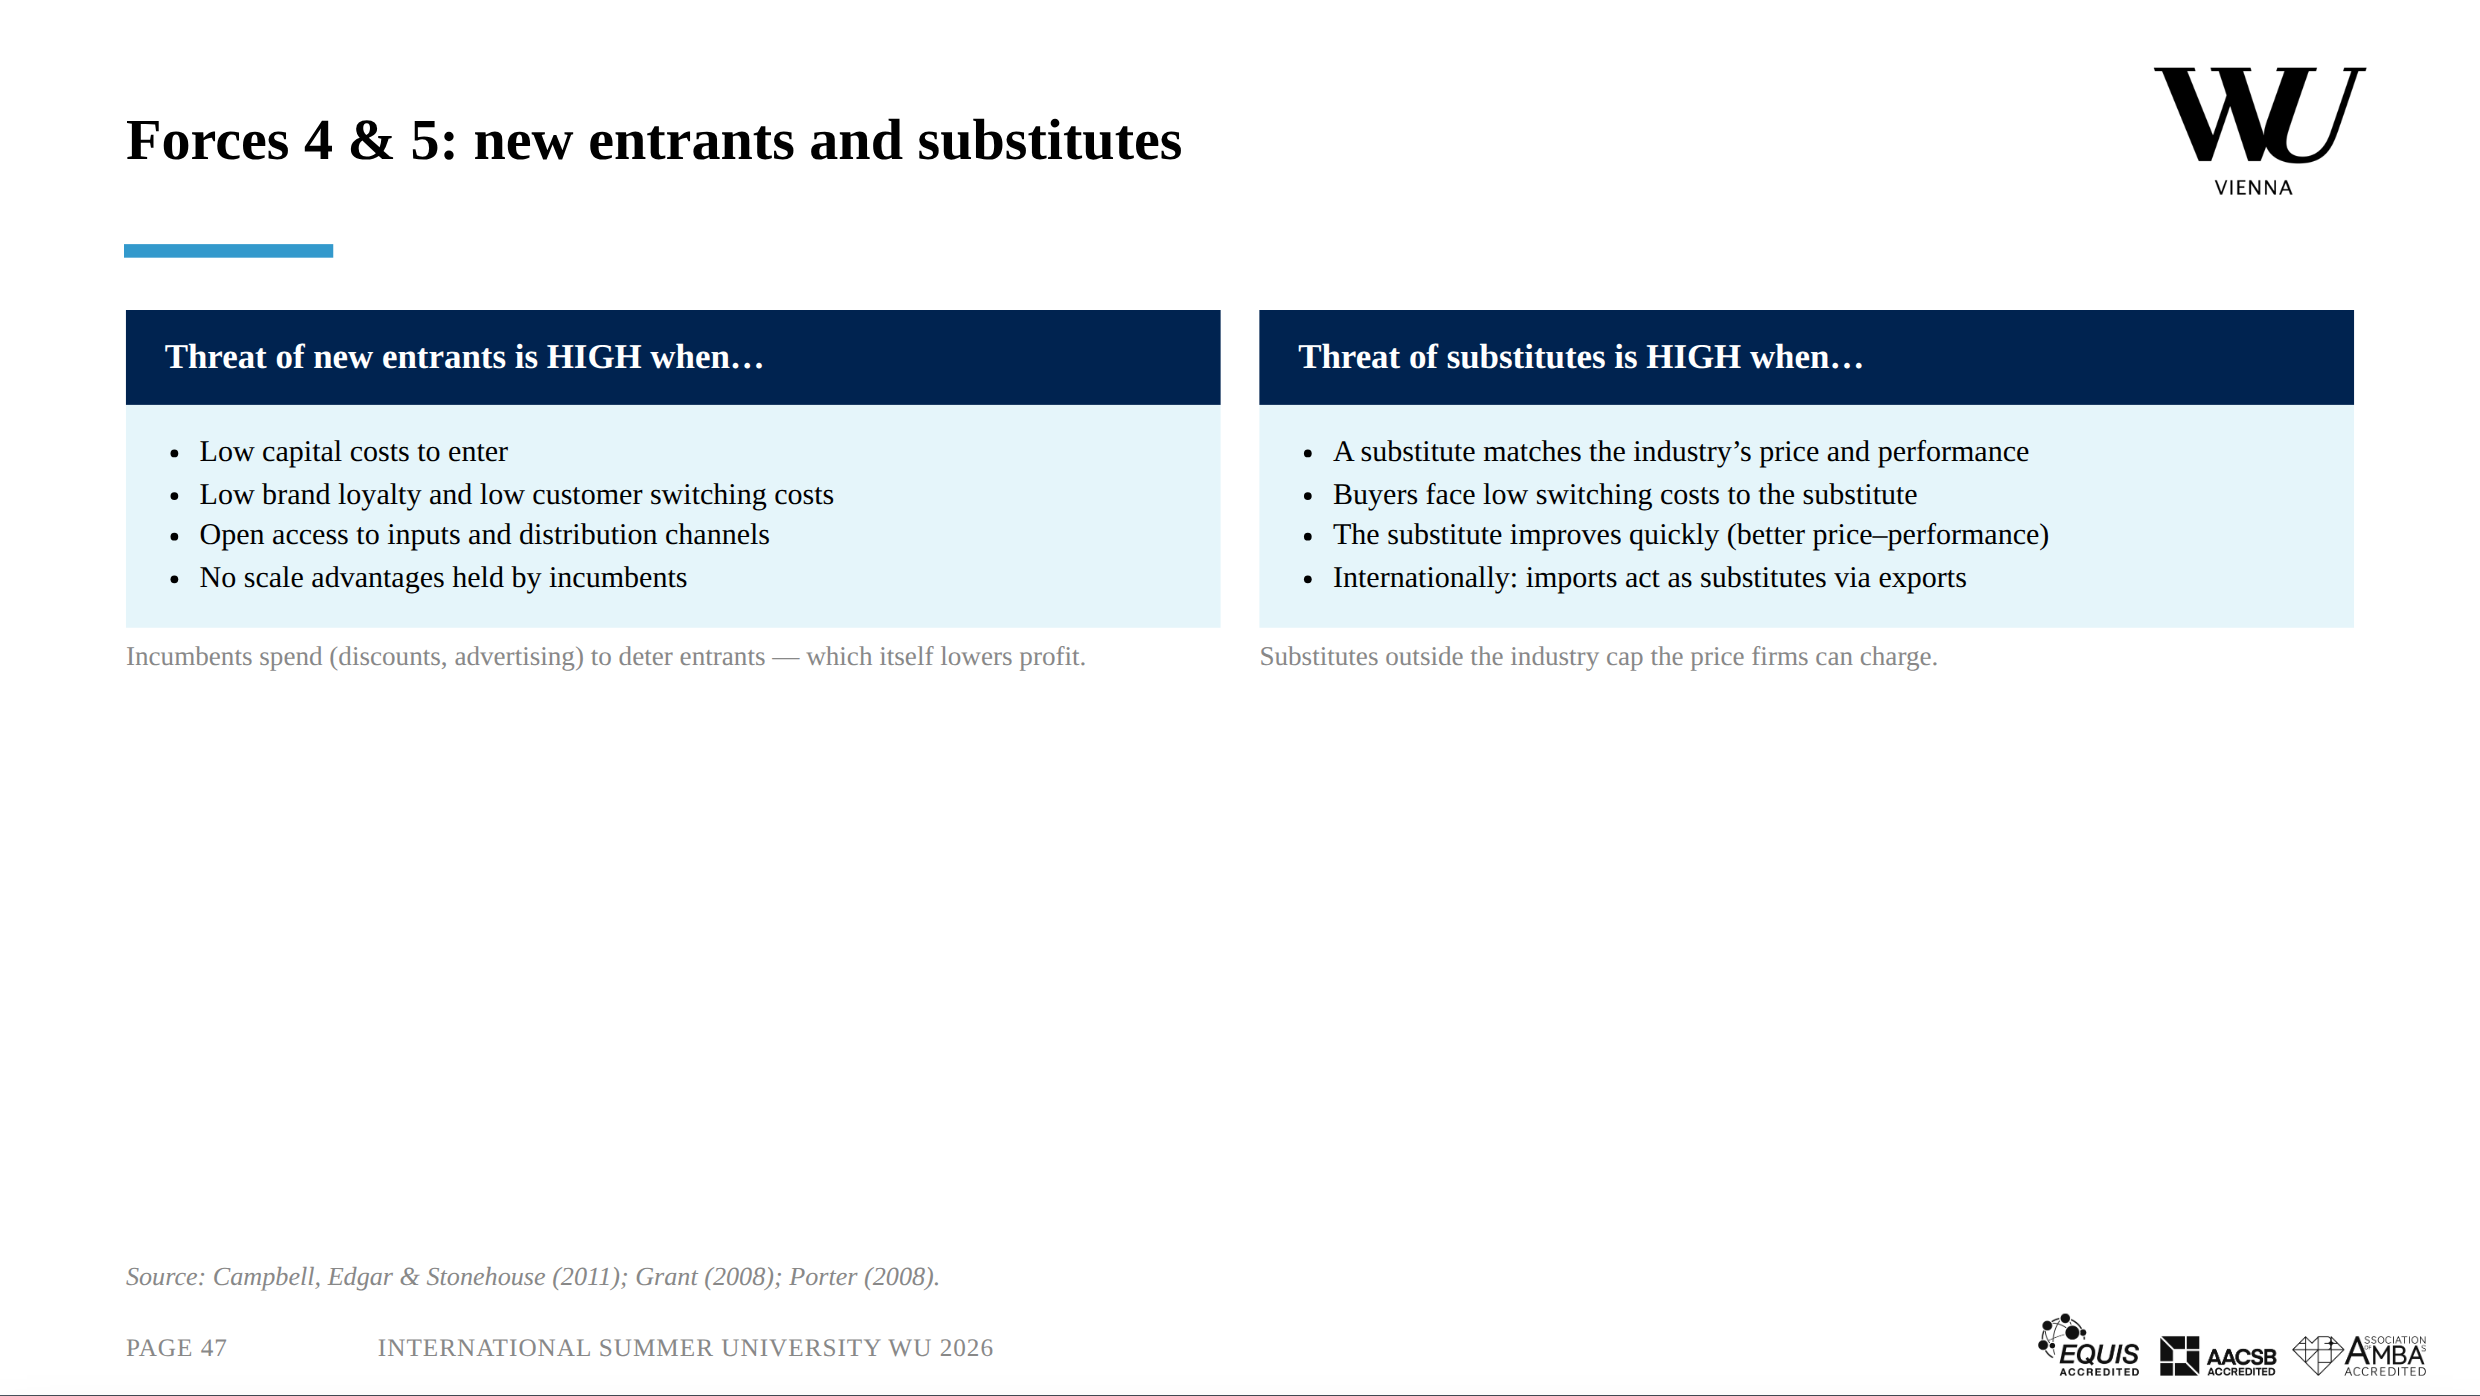 Forces 4 & 5: new entrants and substitutes
WU
VIENNA
Threat of new entrants is HIGH when…
• Low capital costs to enter
• Low brand loyalty and low customer switching costs
• Open access to inputs and distribution channels
• No scale advantages held by incumbents
Incumbents spend (discounts, advertising) to deter entrants — which itself lowers profit.
Threat of substitutes is HIGH when…
• A substitute matches the industry’s price and performance
• Buyers face low switching costs to the substitute
• The substitute improves quickly (better price–performance)
• Internationally: imports act as substitutes via exports
Substitutes outside the industry cap the price firms can charge.
Source: Campbell, Edgar & Stonehouse (2011); Grant (2008); Porter (2008).
PAGE 47 INTERNATIONAL SUMMER UNIVERSITY WU 2026
EQUIS
ACCREDITED
AACSB
ACCREDITED
ASSOCIATION
OF MBAS
ACCREDITED